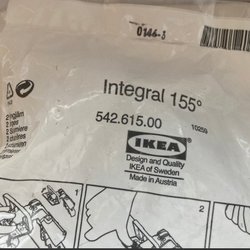 0144-3
Integral 155°
542.615.00
10259
IKEA
Design and Quality
IKEA of Sweden
Made in Austria
1
2